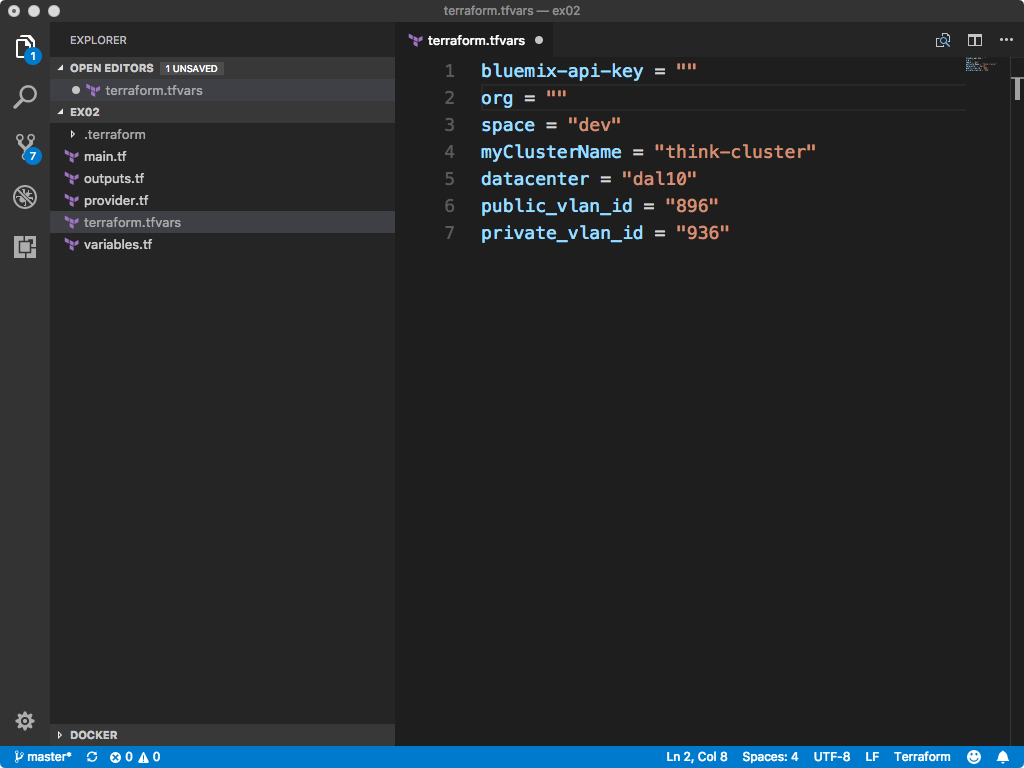 terraform.tfvars — ex02
EXPLORER
OPEN EDITORS 1 UNSAVED
terraform.tfvars
EX02
.terraform
main.tf
outputs.tf
provider.tf
terraform.tfvars
variables.tf
DOCKER
1
7
terraform.tfvars
1 bluemix-api-key = ""
2 org = ""
3 space = "dev"
4 myClusterName = "think-cluster"
5 datacenter = "dal10"
6 public_vlan_id = "896"
7 private_vlan_id = "936"
master* 0 0 Ln 2, Col 8 Spaces: 4 UTF-8 LF Terraform